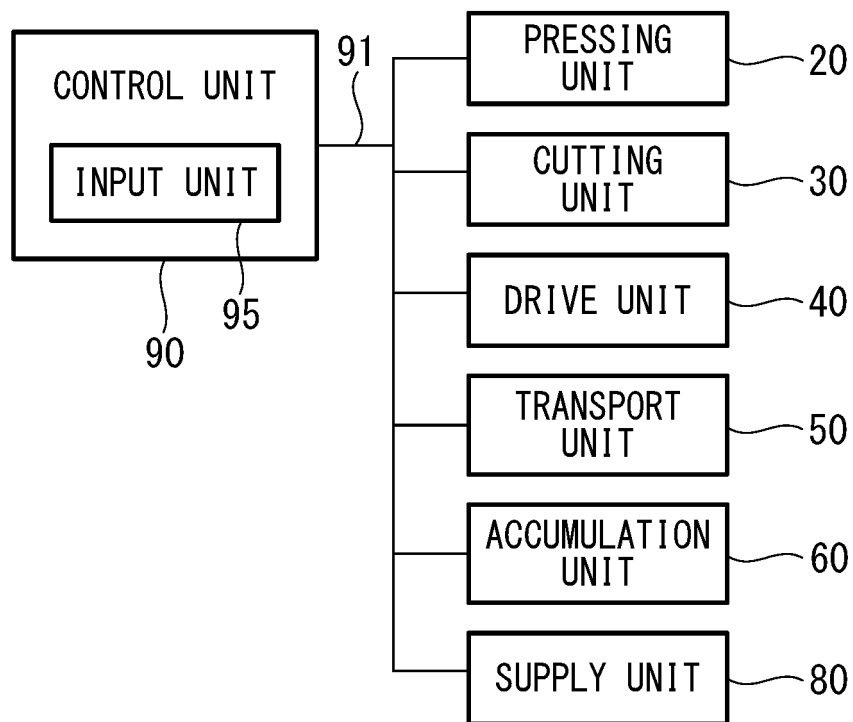 CONTROL UNIT
INPUT UNIT
95
90
91
PRESSING
UNIT
20
CUTTING
UNIT
30
DRIVE UNIT
40
TRANSPORT
UNIT
50
ACCUMULATION
UNIT
60
SUPPLY UNIT
80